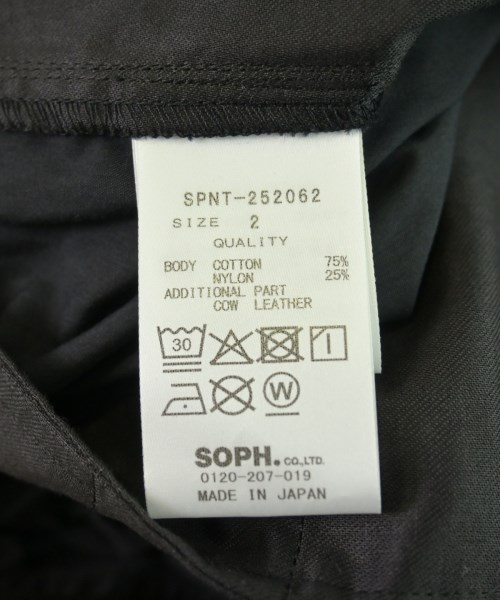 SPNT-252062
SIZE 2
QUALITY
BODY COTTON 75%
NYLON 25%
ADDITIONAL PART
COW LEATHER
30
W
SOPH. CO.,LTD.
0120-207-019
MADE IN JAPAN